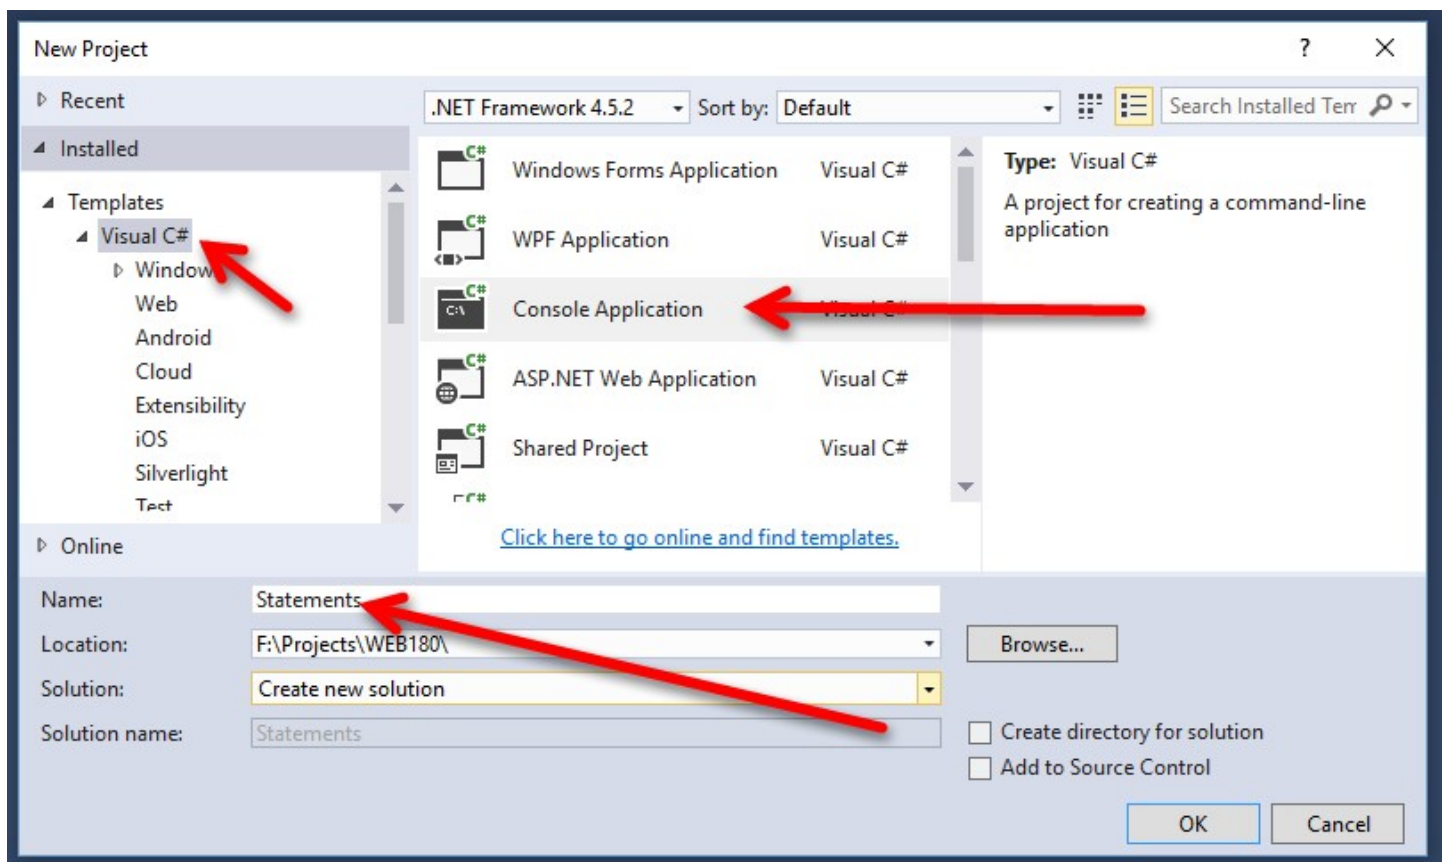 New Project
?
Recent
.NET Framework 4.5.2
Sort by:
Default
Search Installed Tem
Installed
Templates
Visual C#
Window
Web
Android
Cloud
Extensibility
iOS
Silverlight
Test
Online
C# Windows Forms Application Visual C#
C# WPF Application Visual C#
C# C:\ Console Application Visual C#
C# ASP.NET Web Application Visual C#
C# Shared Project Visual C#
C#
Click here to go online and find templates.
Type: Visual C#
A project for creating a command-line
application
Name: Statements
Location: F:\Projects\WEB180\
Browse...
Solution: Create new solution
Solution name: Statements
Create directory for solution
Add to Source Control
OK
Cancel